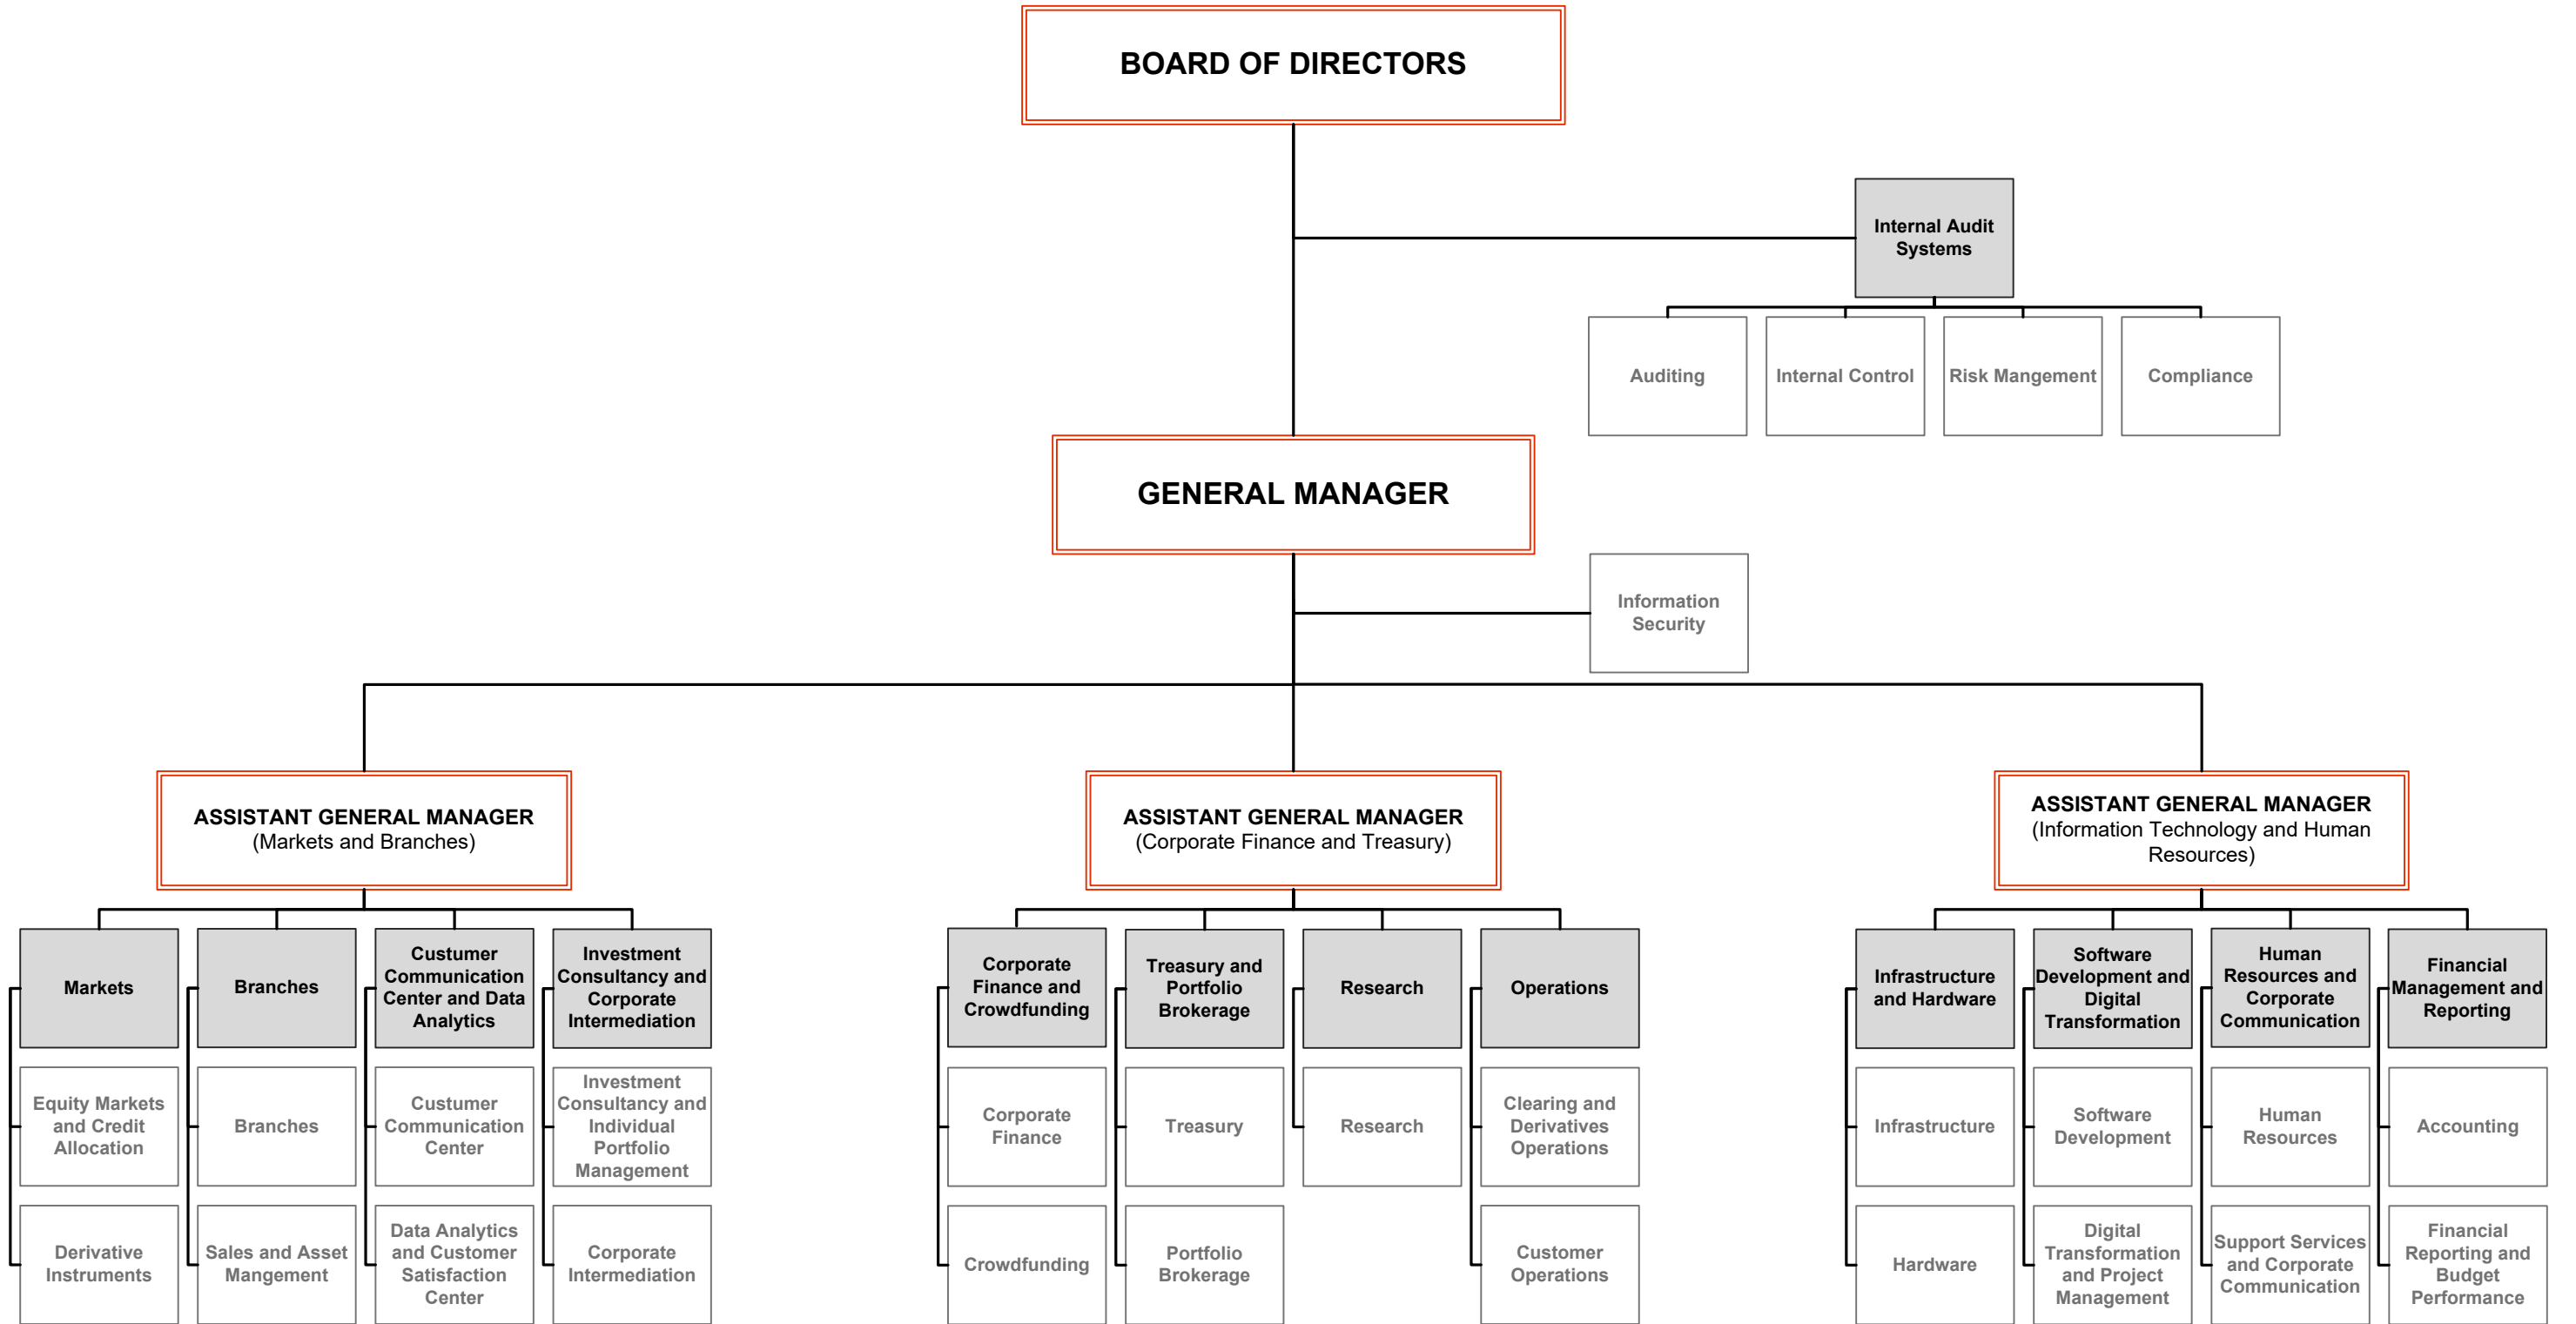 BOARD OF DIRECTORS
Internal Audit
Systems
Auditing
Internal Control
Risk Mangement
Compliance
GENERAL MANAGER
Information
Security
ASSISTANT GENERAL MANAGER
(Markets and Branches)
ASSISTANT GENERAL MANAGER
(Corporate Finance and Treasury)
ASSISTANT GENERAL MANAGER
(Information Technology and Human
Resources)
Markets
Branches
Custumer
Communication
Center and Data
Analytics
Investment
Consultancy and
Corporate
Intermediation
Corporate
Finance and
Crowdfunding
Treasury and
Portfolio
Brokerage
Research
Operations
Infrastructure
and Hardware
Software
Development and
Digital
Transformation
Human
Resources and
Corporate
Communication
Financial
Management and
Reporting
Equity Markets
and Credit
Allocation
Branches
Custumer
Communication
Center
Investment
Consultancy and
Individual
Portfolio
Management
Corporate
Finance
Treasury
Research
Clearing and
Derivatives
Operations
Infrastructure
Software
Development
Human
Resources
Accounting
Derivative
Instruments
Sales and Asset
Mangement
Data Analytics
and Customer
Satisfaction
Center
Corporate
Intermediation
Crowdfunding
Portfolio
Brokerage
Customer
Operations
Hardware
Digital
Transformation
and Project
Management
Support Services
and Corporate
Communication
Financial
Reporting and
Budget
Performance